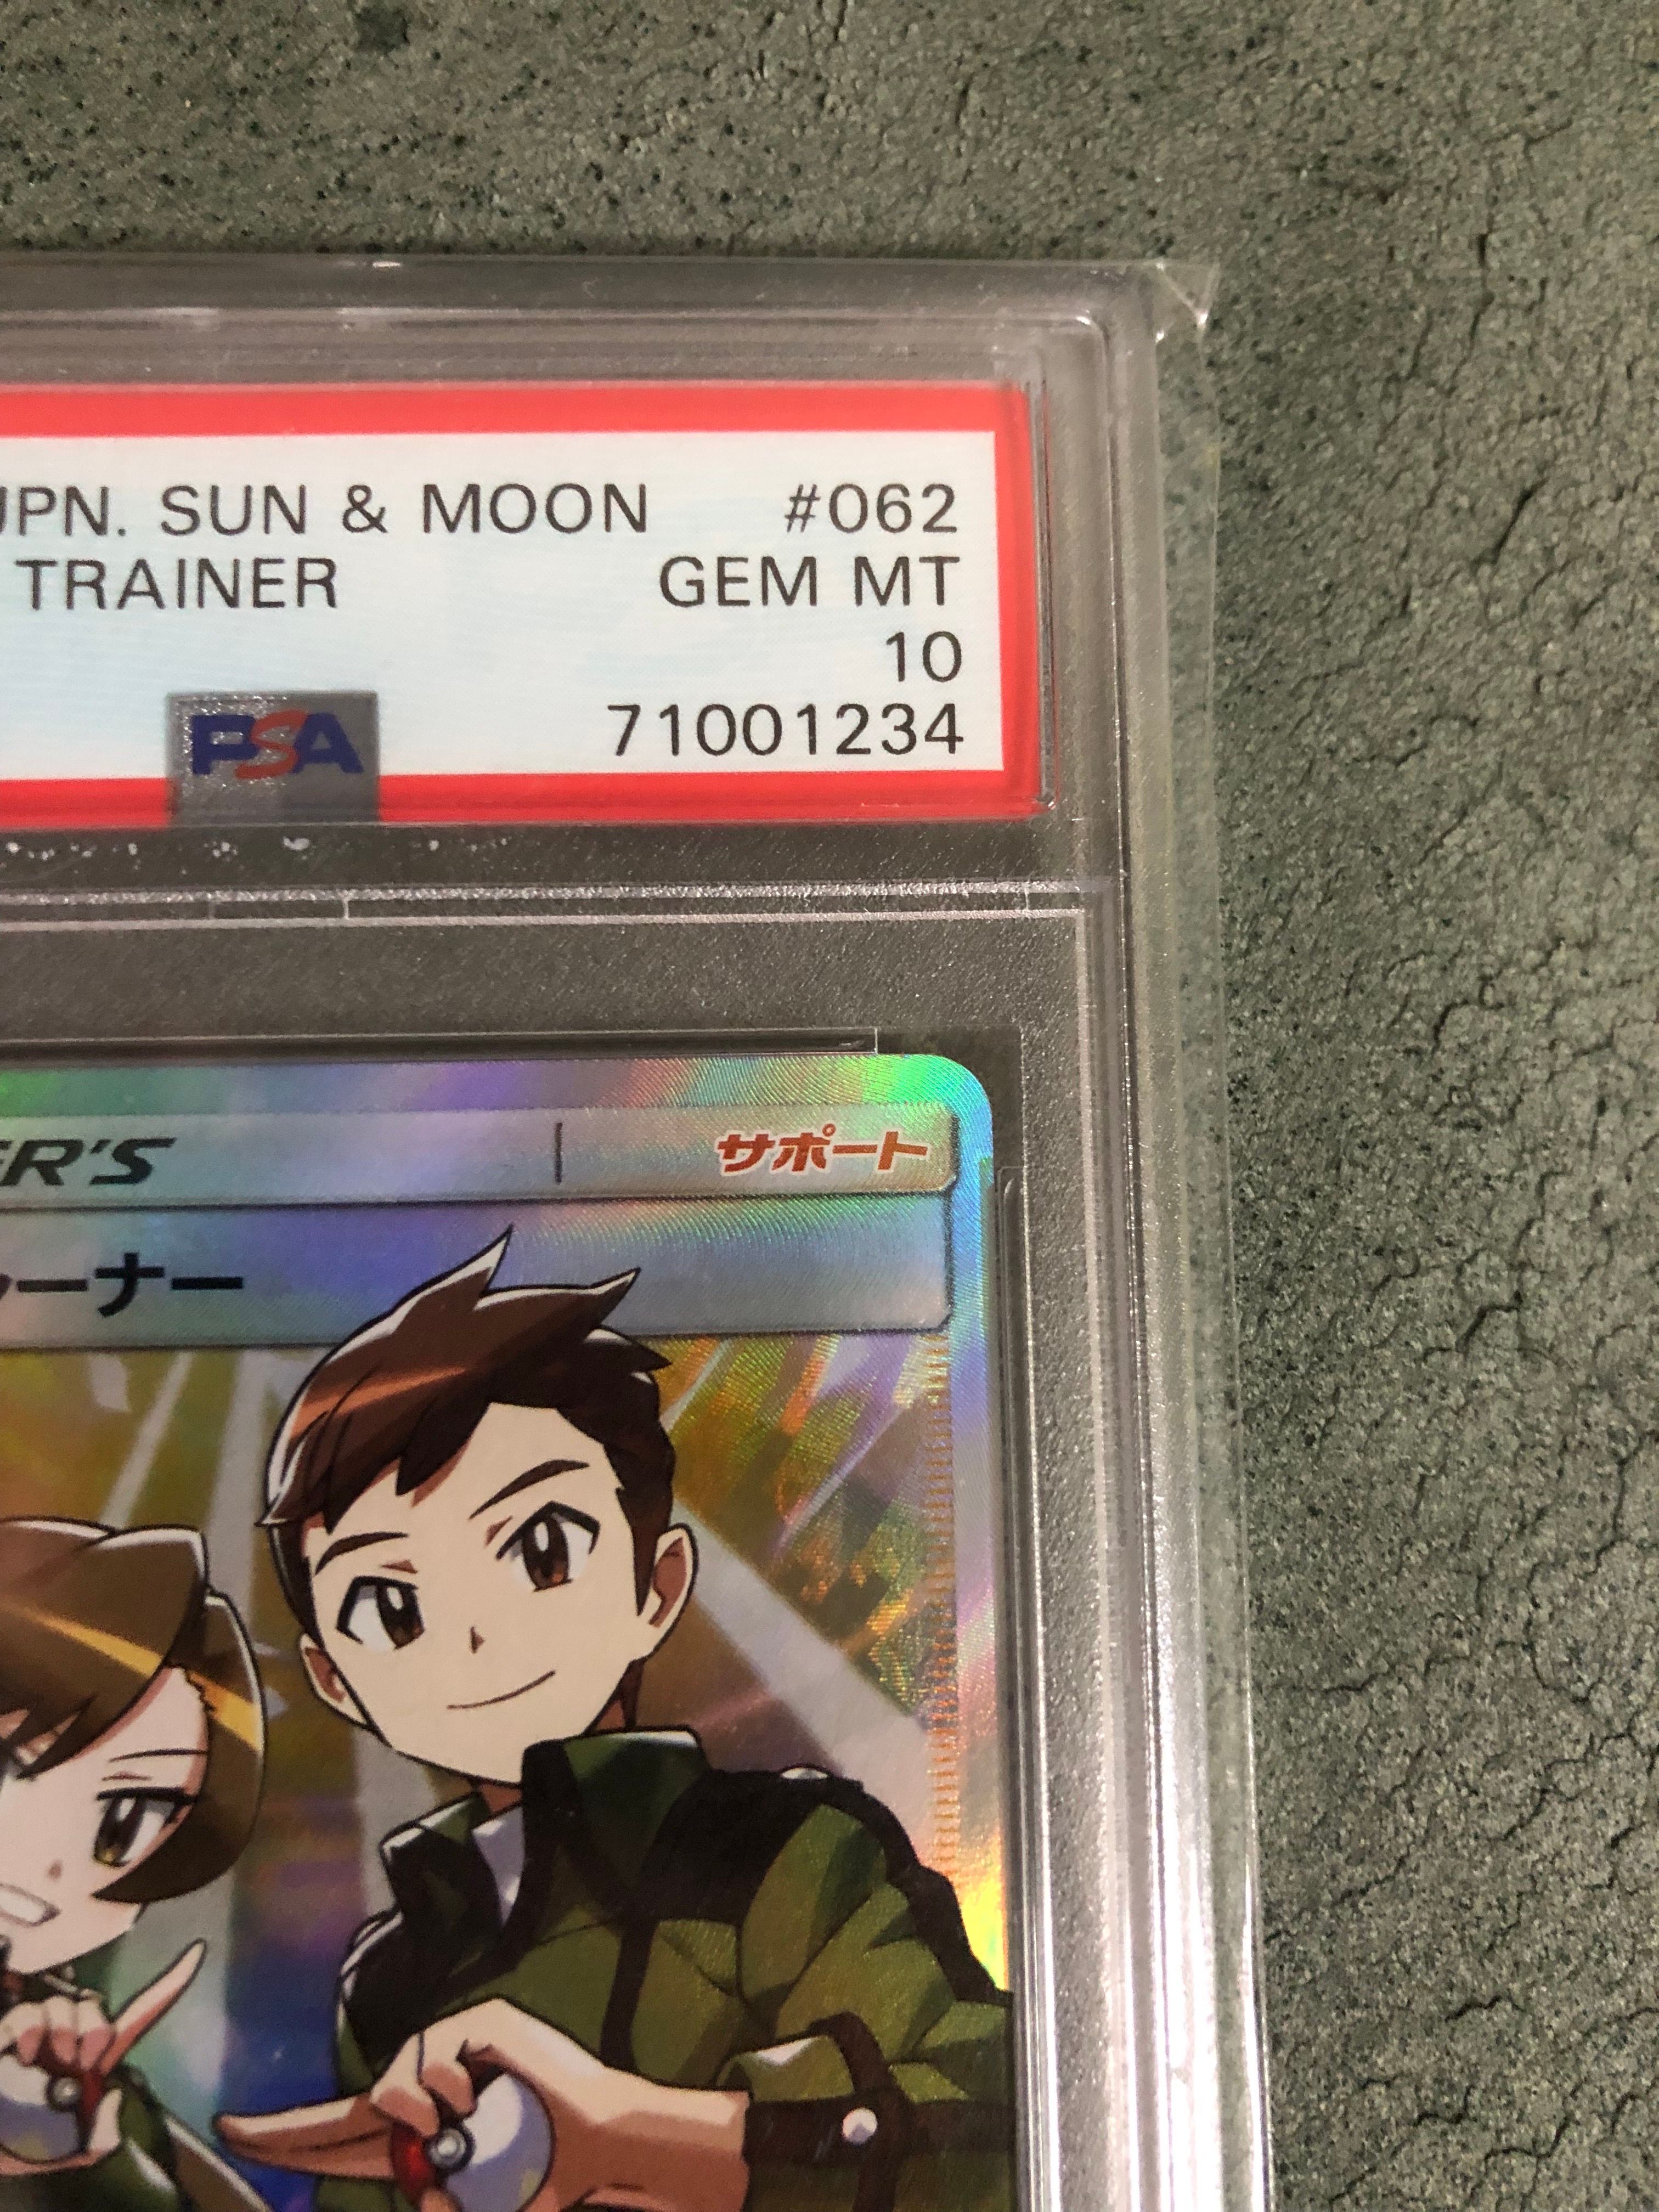 JPN. SUN & MOON #062
TRAINER GEM MT
10
PSA 71001234
ER'S サポート
ーナー